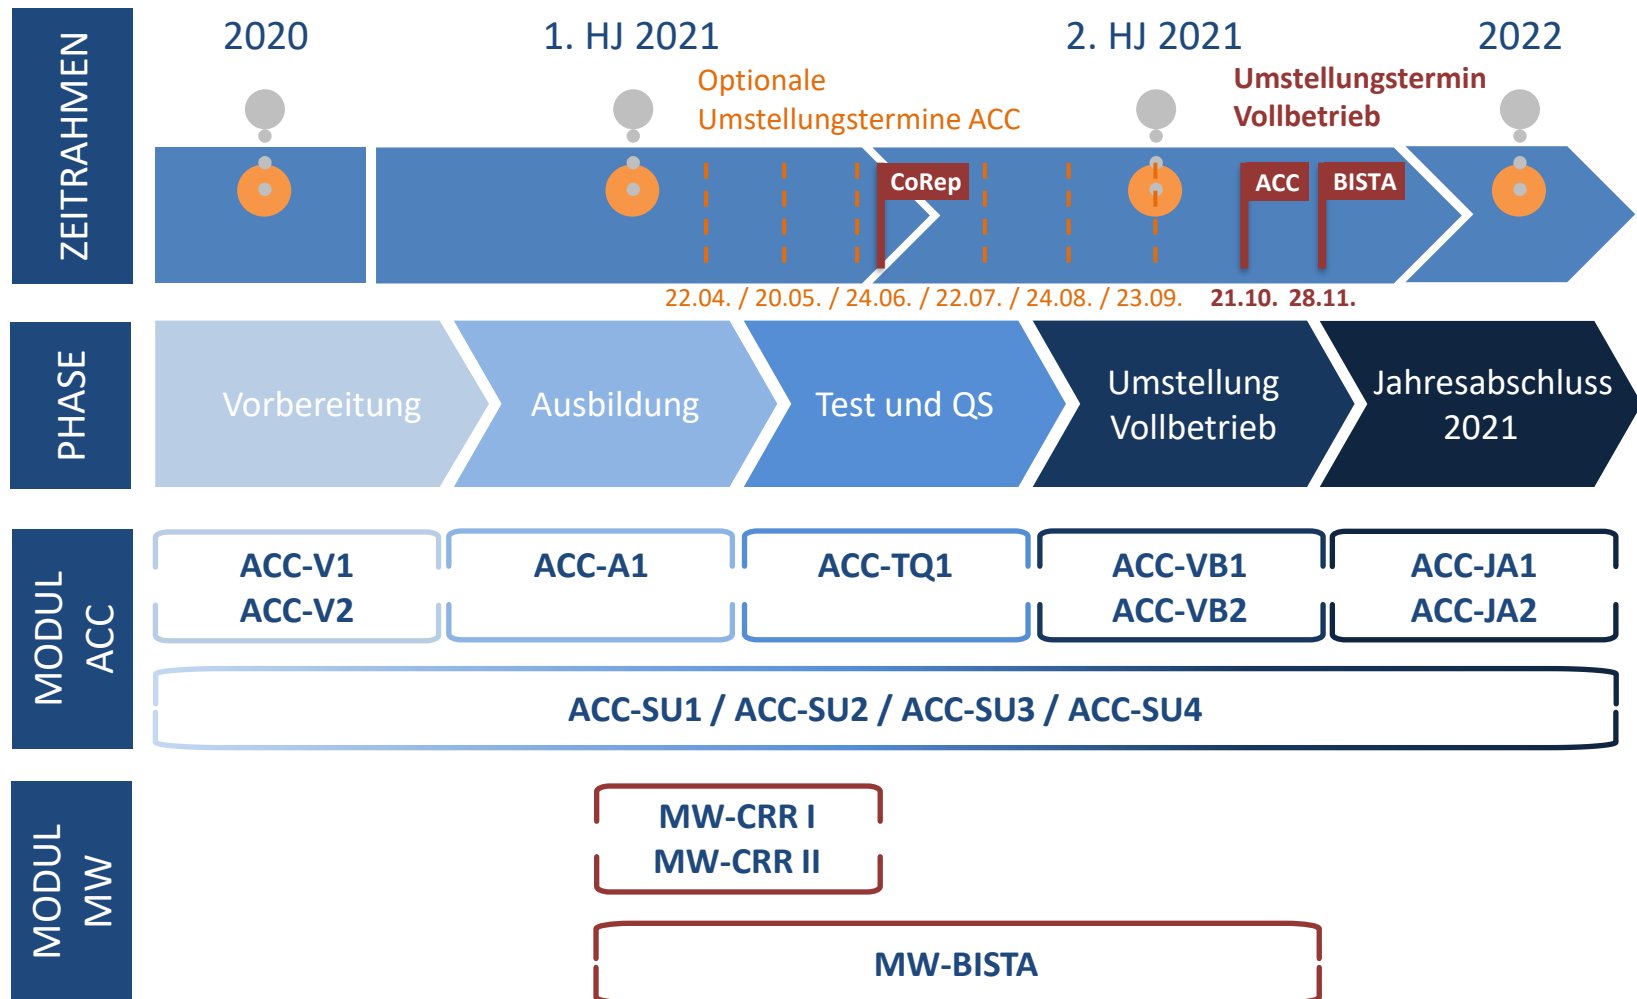 ZEITRAHMEN
2020
1. HJ 2021
2. HJ 2021
2022
Optionale
Umstellungstermine ACC
Umstellungstermin
Vollbetrieb
CoRep
ACC
BISTA
22.04. / 20.05. / 24.06. / 22.07. / 24.08. / 23.09.
21.10.
28.11.
PHASE
Vorbereitung
Ausbildung
Test und QS
Umstellung
Vollbetrieb
Jahresabschluss
2021
MODUL
ACC
ACC-V1
ACC-V2
ACC-A1
ACC-TQ1
ACC-VB1
ACC-VB2
ACC-JA1
ACC-JA2
ACC-SU1 / ACC-SU2 / ACC-SU3 / ACC-SU4
MODUL
MW
MW-CRR I
MW-CRR II
MW-BISTA